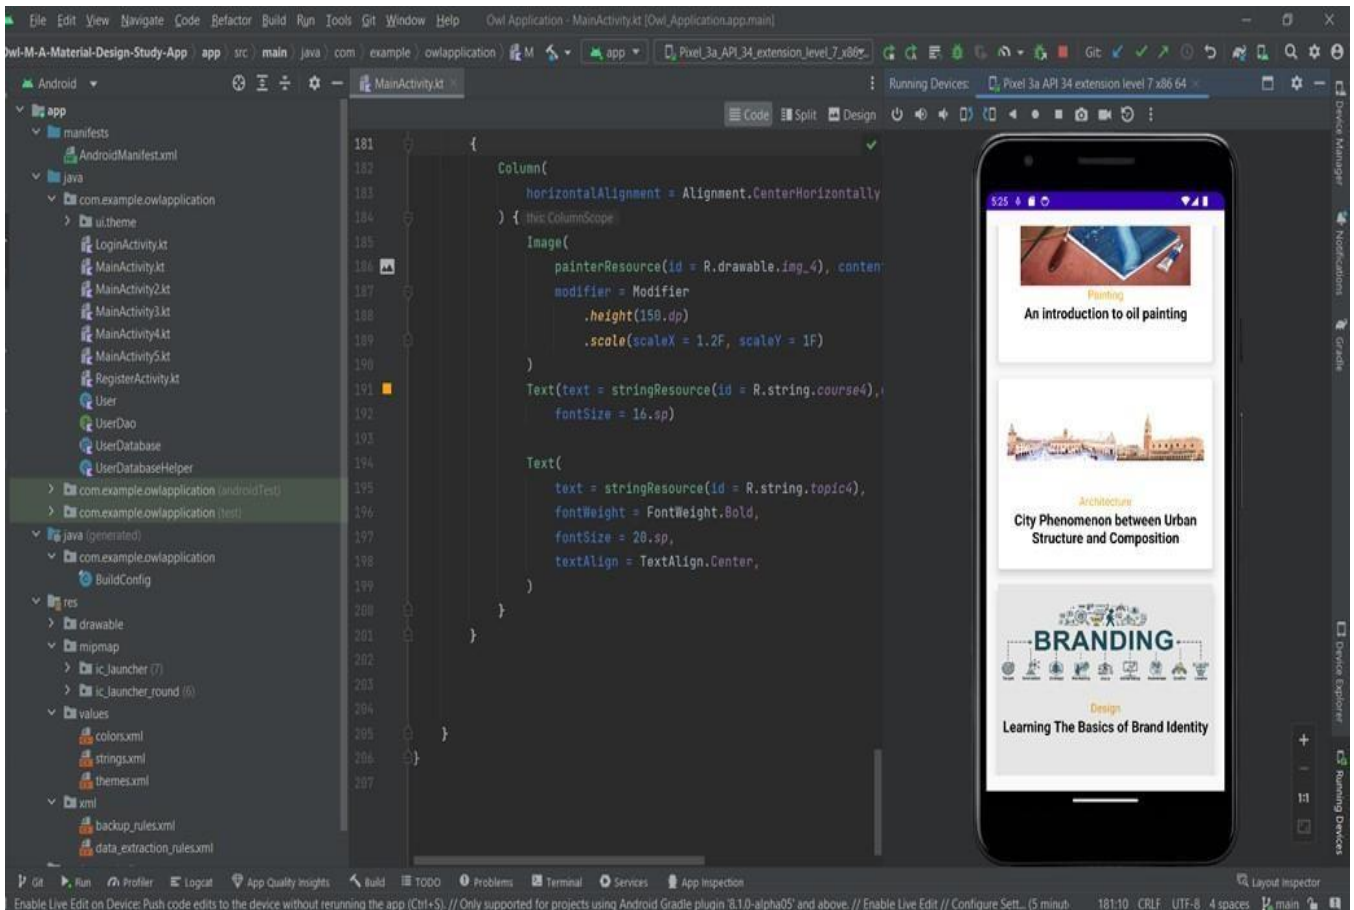 File Edit View Navigate Code Refactor Build Run Tools Git Window Help Owl Application - MainActivity.kt [Owl_Application.app.main]
Owl-M-A-Material-Design-Study-App app src main java com example owlapplication M app Pixel_3a_API_34_extension_level_7_x86 Git:
Android
MainActivity.kt
Running Devices: Pixel 3a API 34 extension level 7 x86 64
Code Split Design
app
manifests
AndroidManifest.xml
java
com.example.owlapplication
ui.theme
LoginActivity.kt
MainActivity.kt
MainActivity2.kt
MainActivity3.kt
MainActivity4.kt
MainActivity5.kt
RegisterActivity.kt
User
UserDao
UserDatabase
UserDatabaseHelper
com.example.owlapplication (androidTest)
com.example.owlapplication (test)
java (generated)
com.example.owlapplication
BuildConfig
res
drawable
mipmap
ic_launcher (7)
ic_launcher_round (6)
values
colors.xml
strings.xml
themes.xml
xml
backup_rules.xml
data_extraction_rules.xml
181 {
182 Column(
183 horizontalAlignment = Alignment.CenterHorizontally
184 ) { this: ColumnScope
185 Image(
186 painterResource(id = R.drawable.img_4), conten
187 modifier = Modifier
188 .height(150.dp)
189 .scale(scaleX = 1.2F, scaleY = 1F)
190 )
191 Text(text = stringResource(id = R.string.course4),
192 fontSize = 16.sp)
193
194 Text(
195 text = stringResource(id = R.string.topic4),
196 fontWeight = FontWeight.Bold,
197 fontSize = 20.sp,
198 textAlign = TextAlign.Center,
199 )
200 }
201 }
202
203
204
205 }
206 }
207
5:25
Painting
An introduction to oil painting
Architecture
City Phenomenon between Urban
Structure and Composition
BRANDING
Design
Learning The Basics of Brand Identity
1:1
Device Manager
Notifications
Gradle
Device Explorer
Running Devices
Git Run Profiler Logcat App Quality Insights Build TODO Problems Terminal Services App Inspection Layout Inspector
Enable Live Edit on Device: Push code edits to the device without rerunning the app (Ctrl+S). // Only supported for projects using Android Gradle plugin '8.1.0-alpha05' and above. // Enable Live Edit // Configure Sett... (5 minut 181:10 CRLF UTF-8 4 spaces main